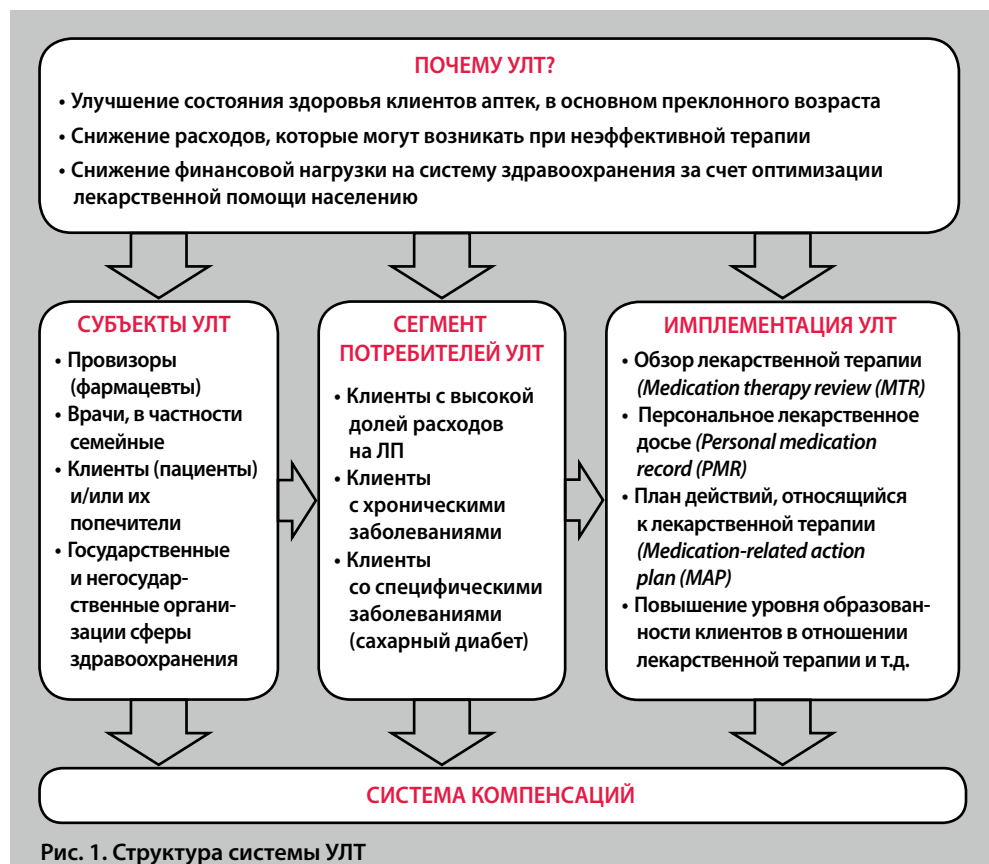 ПОЧЕМУ УЛТ?
• Улучшение состояния здоровья клиентов аптек, в основном преклонного возраста
• Снижение расходов, которые могут возникать при неэффективной терапии
• Снижение финансовой нагрузки на систему здравоохранения за счет оптимизации
лекарственной помощи населению
СУБЪЕКТЫ УЛТ
• Провизоры
(фармацевты)
• Врачи, в частности
семейные
• Клиенты (пациенты)
и/или их
попечители
• Государственные
и негосудар-
ственные органи-
зации сферы
здравоохранения
СЕГМЕНТ
ПОТРЕБИТЕЛЕЙ УЛТ
• Клиенты с высокой
долей расходов
на ЛП
• Клиенты
с хроническими
заболеваниями
• Клиенты
со специфическими
заболеваниями
(сахарный диабет)
ИМПЛЕМЕНТАЦИЯ УЛТ
• Обзор лекарственной терапии
(Medication therapy review (MTR)
• Персональное лекарственное
досье (Personal medication
record (PMR)
• План действий, относящийся
к лекарственной терапии
(Medication-related action
plan (MAP)
• Повышение уровня образован-
ности клиентов в отношении
лекарственной терапии и т.д.
СИСТЕМА КОМПЕНСАЦИЙ
Рис. 1. Структура системы УЛТ